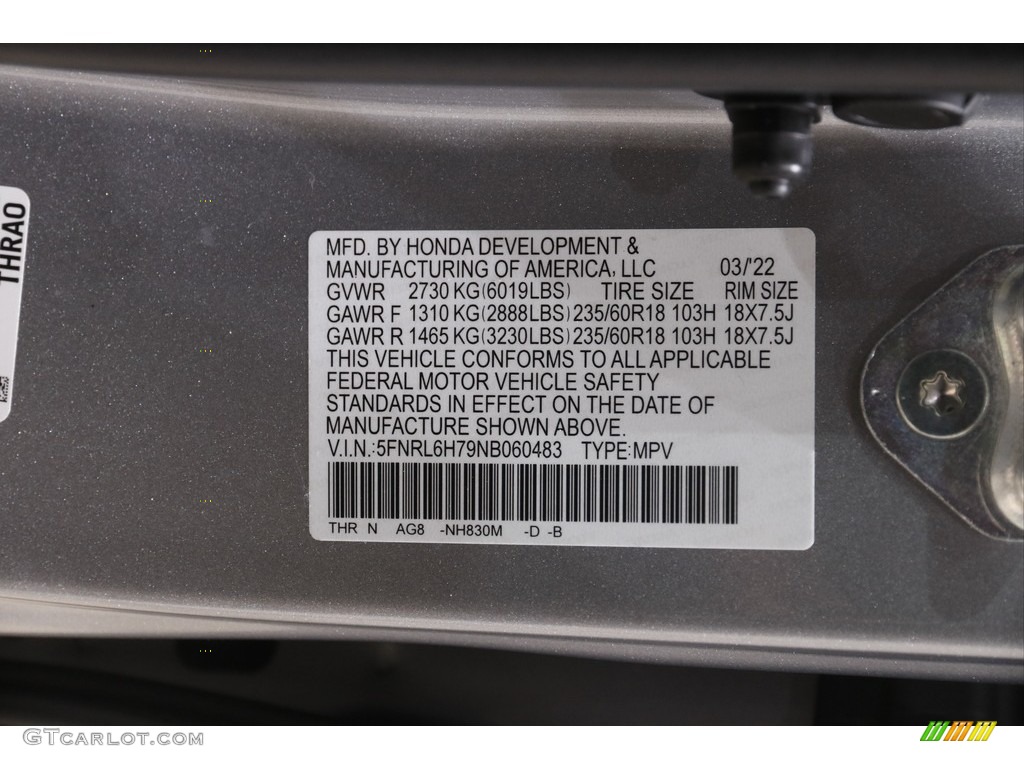 THRA0
MFD. BY HONDA DEVELOPMENT &
MANUFACTURING OF AMERICA, LLC 03/'22
GVWR 2730 KG(6019LBS) TIRE SIZE RIM SIZE
GAWR F 1310 KG(2888LBS) 235/60R18 103H 18X7.5J
GAWR R 1465 KG(3230LBS) 235/60R18 103H 18X7.5J
THIS VEHICLE CONFORMS TO ALL APPLICABLE
FEDERAL MOTOR VEHICLE SAFETY
STANDARDS IN EFFECT ON THE DATE OF
MANUFACTURE SHOWN ABOVE.
V.I.N.:5FNRL6H79NB060483 TYPE:MPV
THR N AG8 -NH830M -D -B
GTCARLOT.COM